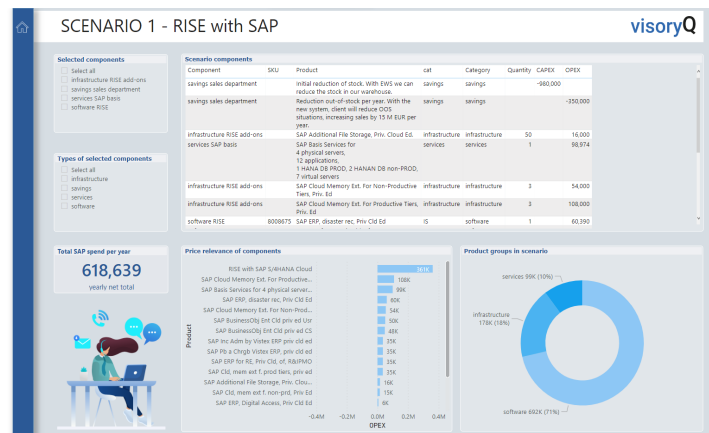 SCENARIO 1 - RISE with SAP
visoryQ
Selected components
Select all
infrastructure RISE add-ons
savings sales department
services SAP basis
software RISE
Types of selected components
Select all
infrastructure
savings
services
software
Total SAP spend per year
618,639
yearly net total
Scenario components
Component SKU Product cat Category Quantity CAPEX OPEX
savings sales department Initial reduction of stock. With EWS we can savings savings -980,000
reduce the stock in our warehouse.
savings sales department Reduction out-of-stock per year. With the savings savings -350,000
new system, client will reduce OOS
situations, increasing sales by 15 M EUR per
year.
infrastructure RISE add-ons SAP Additional File Storage, Priv. Cloud Ed. infrastructure infrastructure 50 16,000
services SAP basis SAP Basis Services for services services 1 98,974
4 physical servers,
12 applications,
1 HANA DB PROD, 2 HANAN DB non-PROD,
7 virtual servers
infrastructure RISE add-ons SAP Cloud Memory Ext. For Non-Productive infrastructure infrastructure 3 54,000
Tiers, Priv. Ed
infrastructure RISE add-ons SAP Cloud Memory Ext. For Productive Tiers, infrastructure infrastructure 3 108,000
Priv. Ed
software RISE 8008675 SAP ERP, disaster rec, Priv Cld Ed IS software 1 60,390
Price relevance of components
Product
RISE with SAP S/4HANA Cloud 361K
SAP Cloud Memory Ext. For Productive... 108K
SAP Basis Services for 4 physical server... 99K
SAP ERP, disaster rec, Priv Cld Ed 60K
SAP Cloud Memory Ext. For Non-Prod... 54K
SAP BusinessObj Ent Cld priv ed Usr 50K
SAP BusinessObj Ent Cld priv ed CS 48K
SAP Inc Adm by Vistex ERP priv cld ed 35K
SAP Pb a Chrgb Vistex ERP, priv cld ed 35K
SAP ERP for RE, Priv Cld, of, R&IPMO 35K
SAP Cld, mem ext f. prod tiers, priv ed 35K
SAP Additional File Storage, Priv. Clou... 16K
SAP Cld, mem ext f. non-prd, Priv Ed 15K
SAP ERP, Digital Access, Priv Cld Ed 6K
-0.4M -0.2M 0.0M 0.2M 0.4M
OPEX
Product groups in scenario
services 99K (10%)
infrastructure
178K (18%)
software 692K (71%)